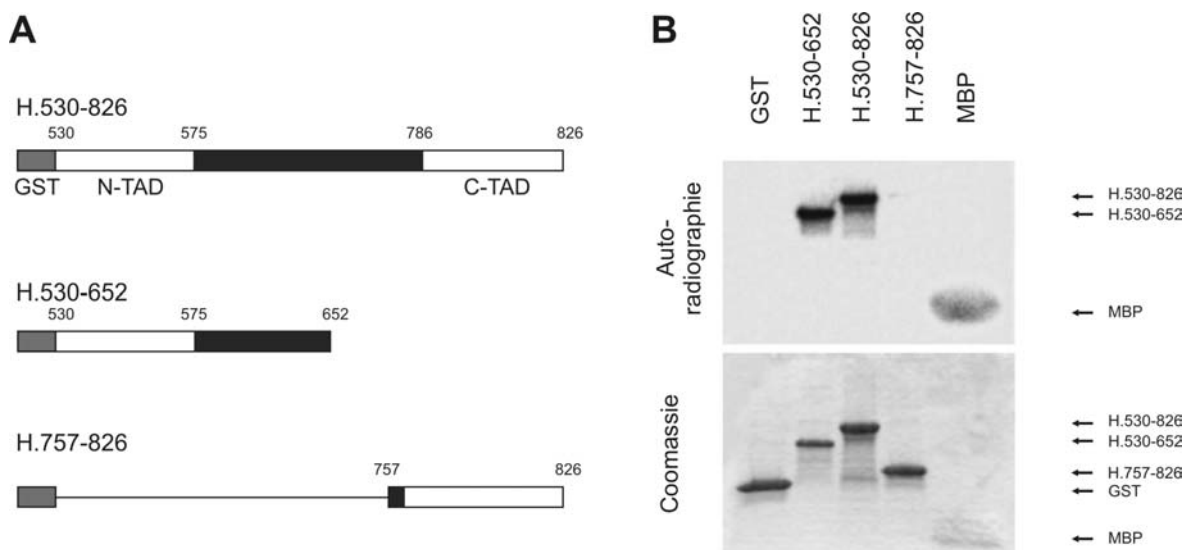 A
H.530-826
530 575 786 826
GST N-TAD C-TAD
H.530-652
530 575 652
H.757-826
757 826
B
GST
H.530-652
H.530-826
H.757-826
MBP
Auto-
radiographie
H.530-826
H.530-652
MBP
Coomassie
H.530-826
H.530-652
H.757-826
GST
MBP